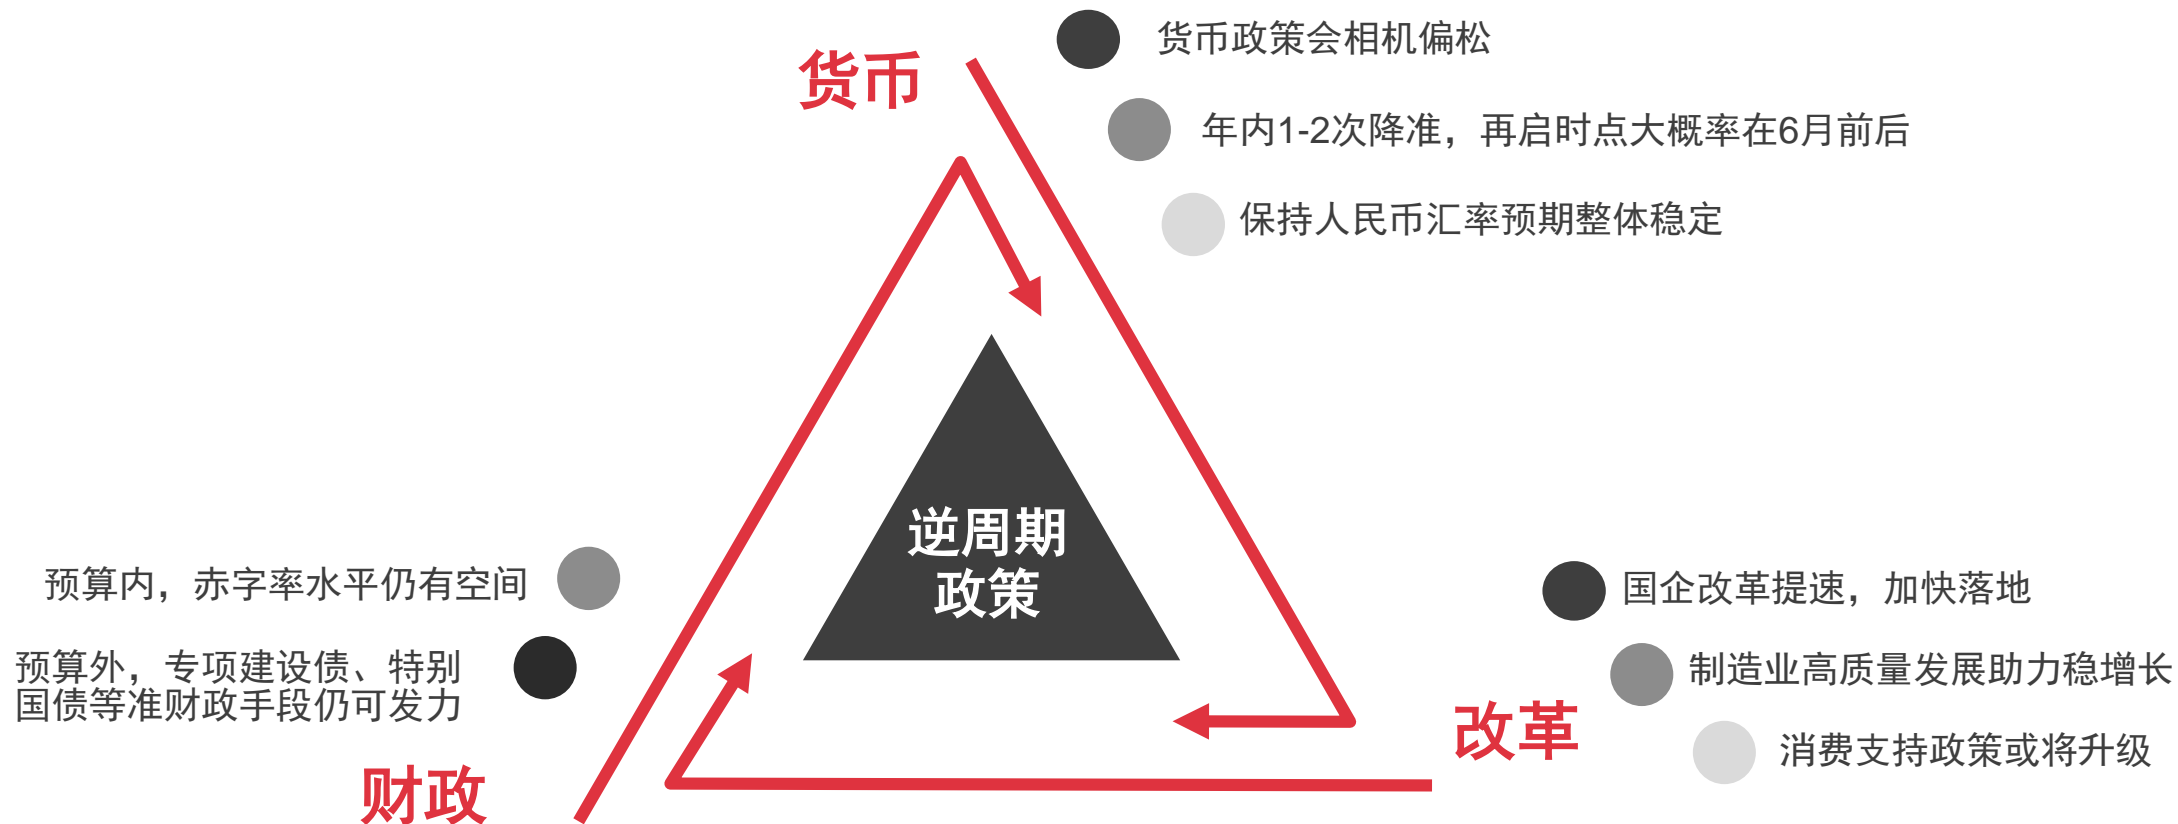 货币
货币政策会相机偏松
年内1-2次降准，再启时点大概率在6月前后
保持人民币汇率预期整体稳定
逆周期
政策
预算内，赤字率水平仍有空间
预算外，专项建设债、特别
国债等准财政手段仍可发力
财政
国企改革提速，加快落地
制造业高质量发展助力稳增长
改革
消费支持政策或将升级